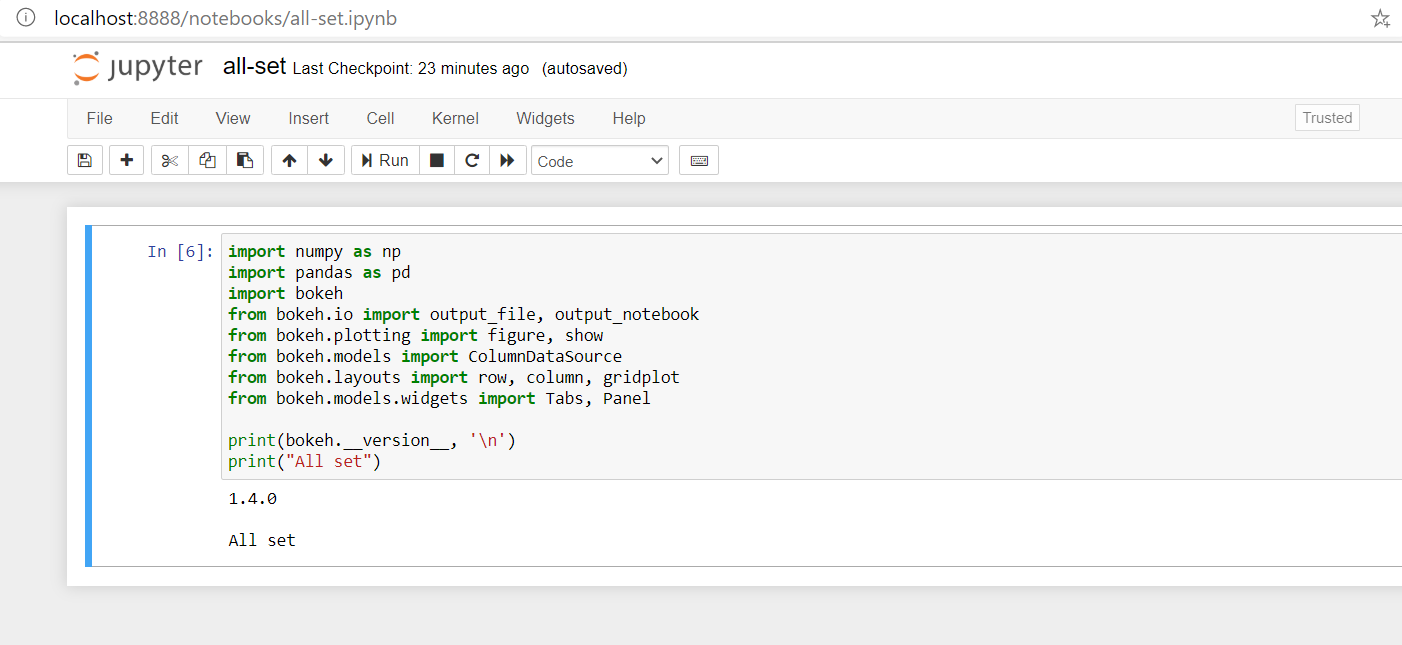 localhost:8888/notebooks/all-set.ipynb
jupyter all-set Last Checkpoint: 23 minutes ago (autosaved)
File Edit View Insert Cell Kernel Widgets Help Trusted
Run Code
In [6]: import numpy as np
import pandas as pd
import bokeh
from bokeh.io import output_file, output_notebook
from bokeh.plotting import figure, show
from bokeh.models import ColumnDataSource
from bokeh.layouts import row, column, gridplot
from bokeh.models.widgets import Tabs, Panel
print(bokeh.__version__, '\n')
print("All set")
1.4.0
All set